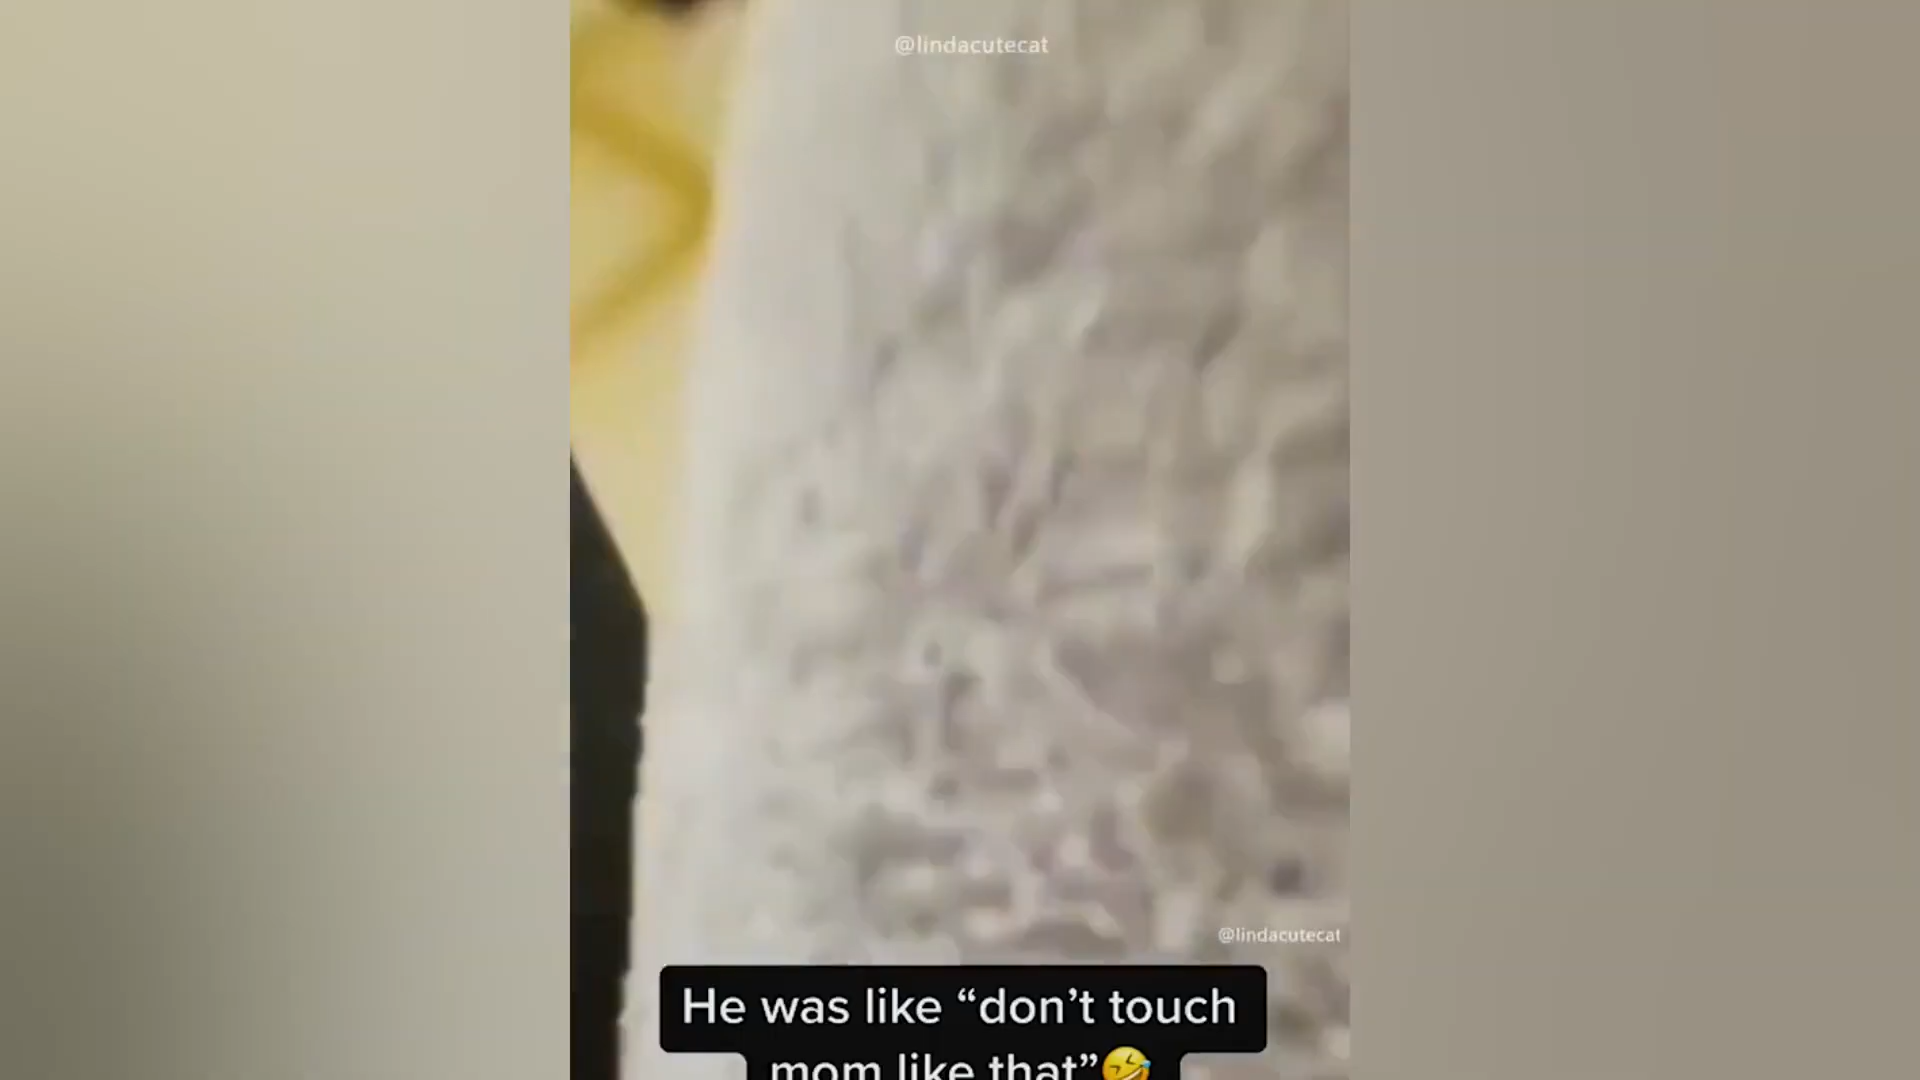 @lindacutecat
@lindacutecat
He was like “don’t touch
mom like that”🤣